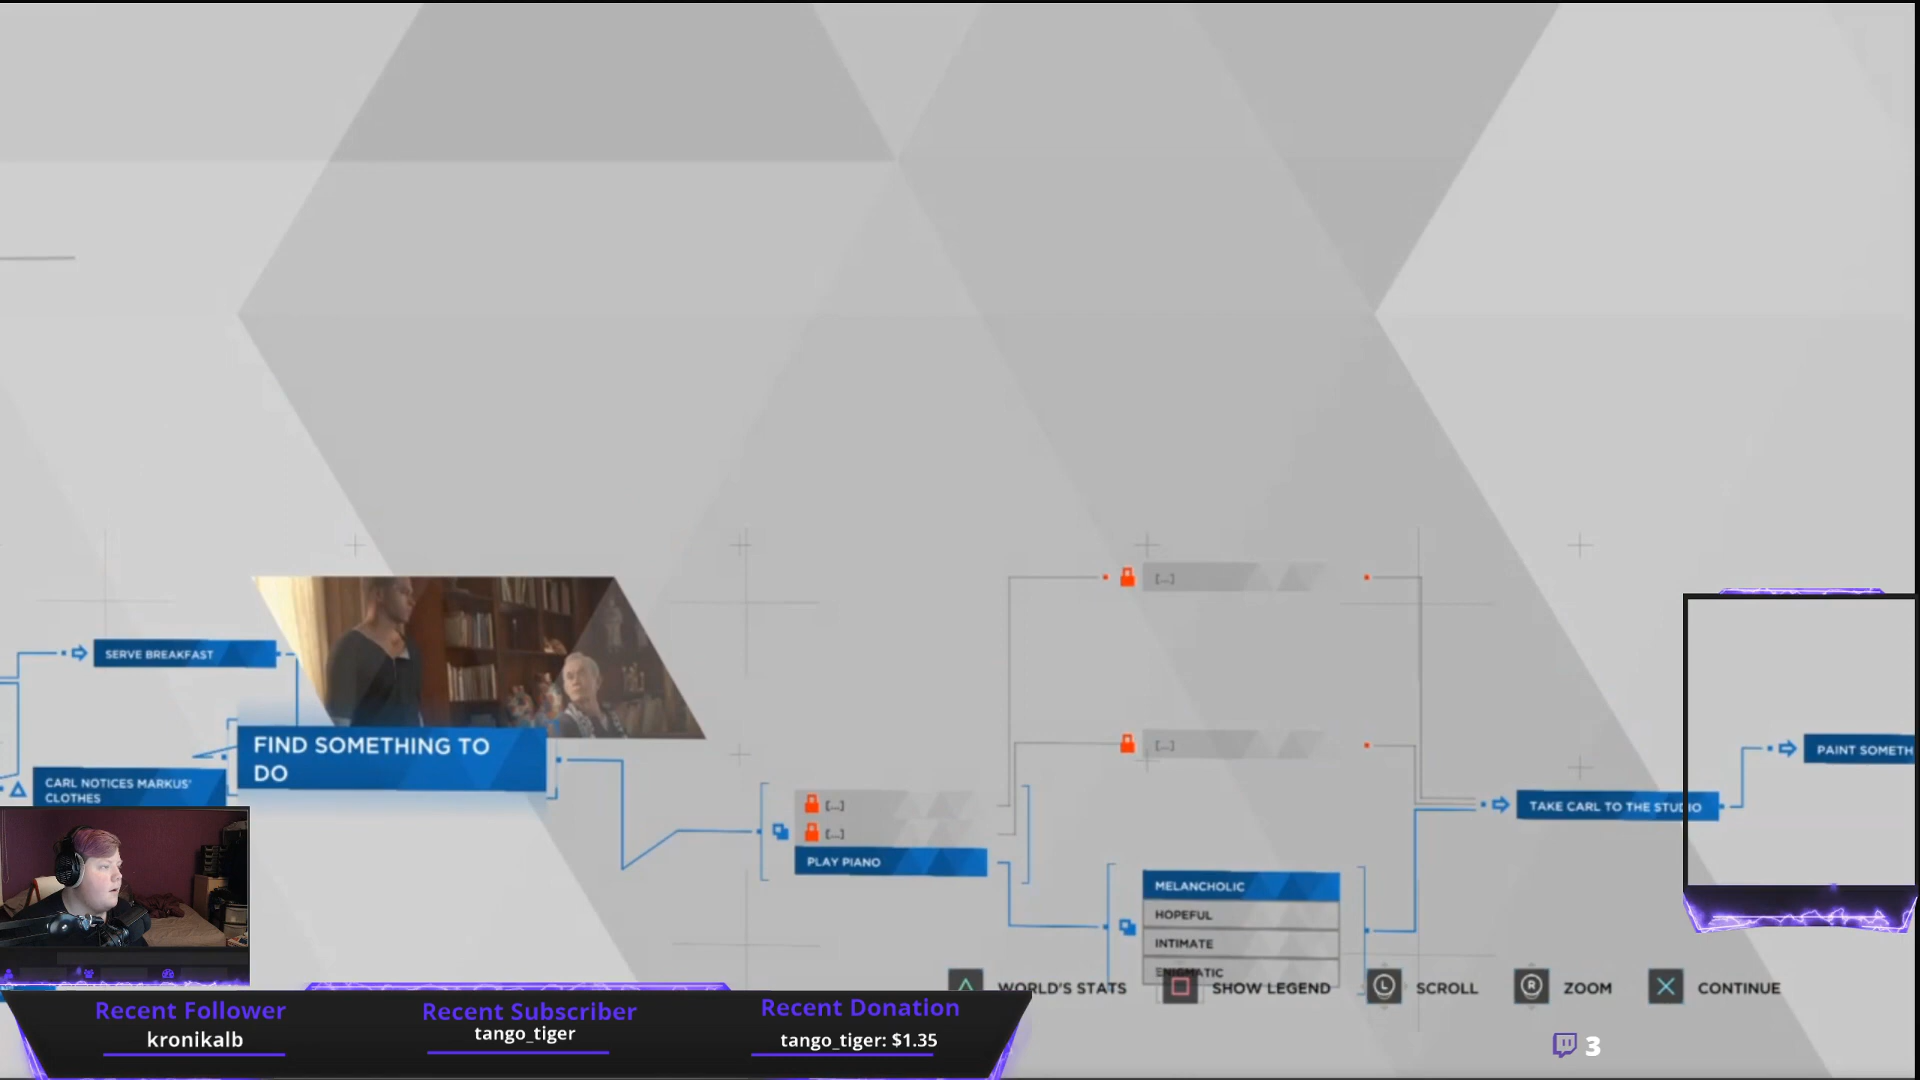 [...]
SERVE BREAKFAST
FIND SOMETHING TO
DO
[...]
PAINT SOMETH
CARL NOTICES MARKUS'
CLOTHES
[...]
[...]
PLAY PIANO
TAKE CARL TO THE STUDIO
MELANCHOLIC
HOPEFUL
INTIMATE
ENIGMATIC
WORLD'S STATS
SHOW LEGEND
L
SCROLL
R
ZOOM
CONTINUE
Recent Follower
kronikalb
Recent Subscriber
tango_tiger
Recent Donation
tango_tiger: $1.35
3